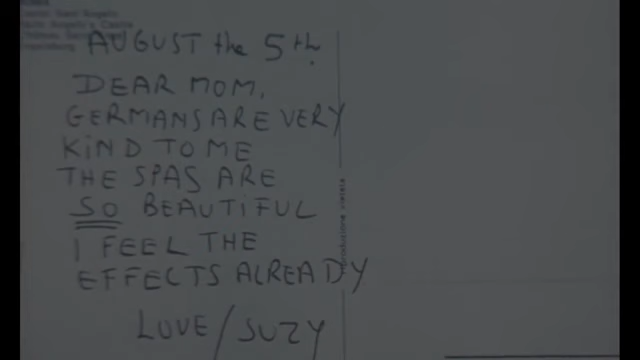 AUGUST the 5th.
DEAR MOM,
GERMANS ARE VERY
KIND TO ME
THE SPAS ARE
SO BEAUTIFUL
I FEEL THE
EFFECTS ALREADY
LOVE/SUZY